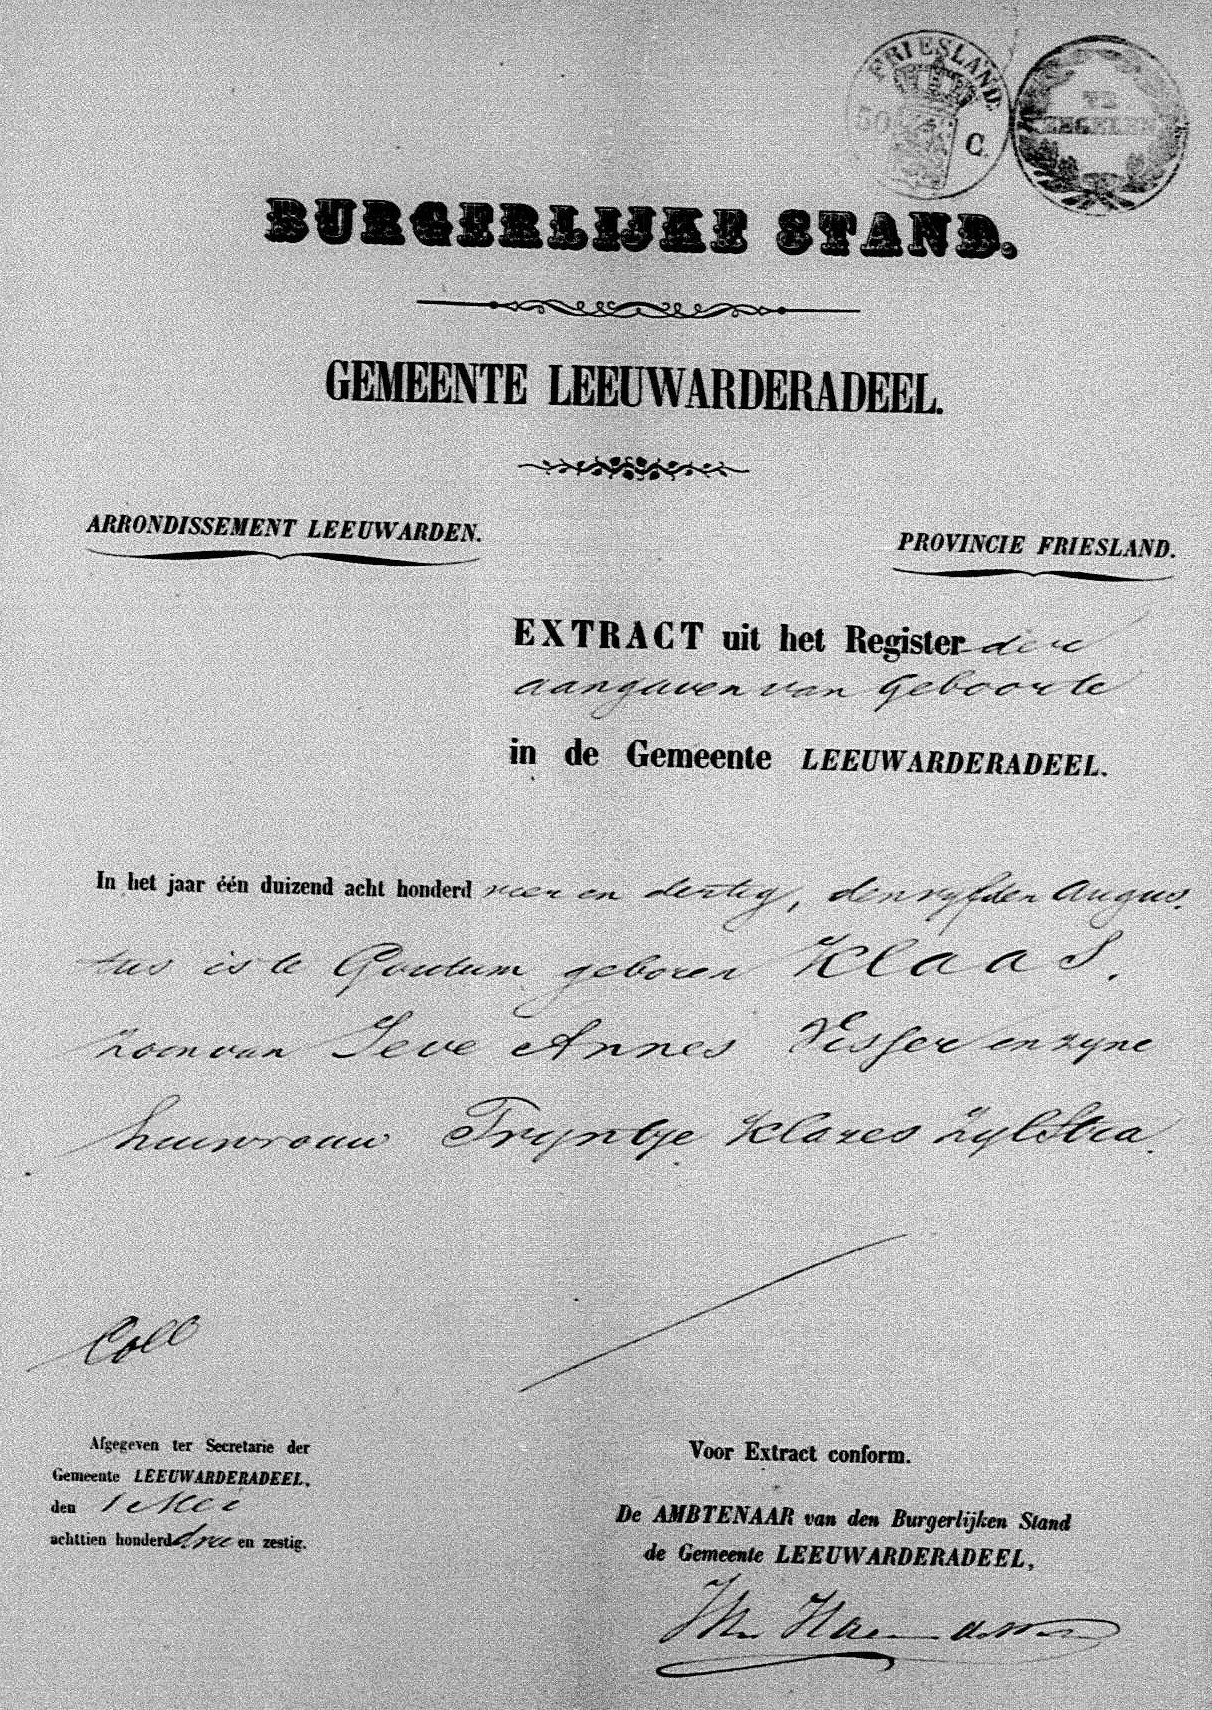 FRIESLAND.
50 C.
TE
ZEGELEN
BURGERLIJKE STAND.
GEMEENTE LEEUWARDERADEEL.
ARRONDISSEMENT LEEUWARDEN.
PROVINCIE FRIESLAND.
EXTRACT uit het Register der
aangaven van Geboorte
in de Gemeente LEEUWARDERADEEL.
In het jaar één duizend acht honderd vier en dertig, den vyfden Augus
tus is te Goutum geboren Klaas,
zoon van Ieve Annes Visser en zyne
huisvrouw Tryntje Klazes Zylstra.
Coll
Afgegeven ter Secretarie der
Gemeente LEEUWARDERADEEL,
den 1 Mei
achttien honderd drie en zestig.
Voor Extract conform.
De AMBTENAAR van den Burgerlijken Stand
de Gemeente LEEUWARDERADEEL,